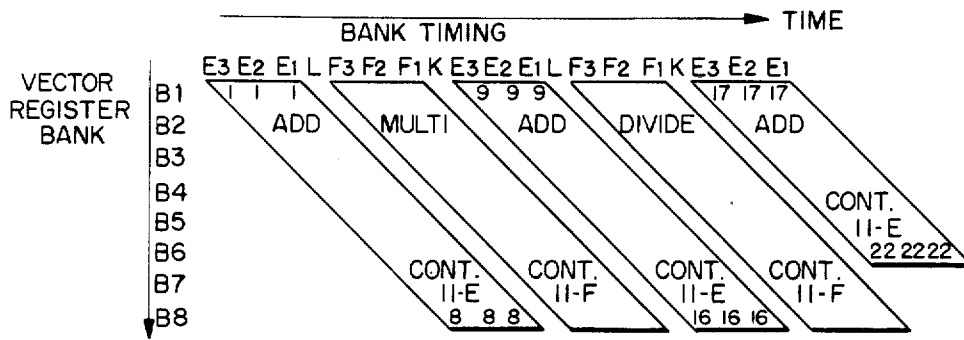 TIME
BANK TIMING
VECTOR REGISTER BANK
E3 E2 E1 L F3 F2 F1 K E3 E2 E1 L F3 F2 F1 K E3 E2 E1
B1 1 1 1 9 9 9 17 17 17
B2 ADD MULTI ADD DIVIDE ADD
B3
B4 CONT.
B5 11-E
B6 22 22 22
CONT. CONT. CONT. CONT.
B7 11-E 11-F 11-E 11-F
B8 8 8 8 16 16 16